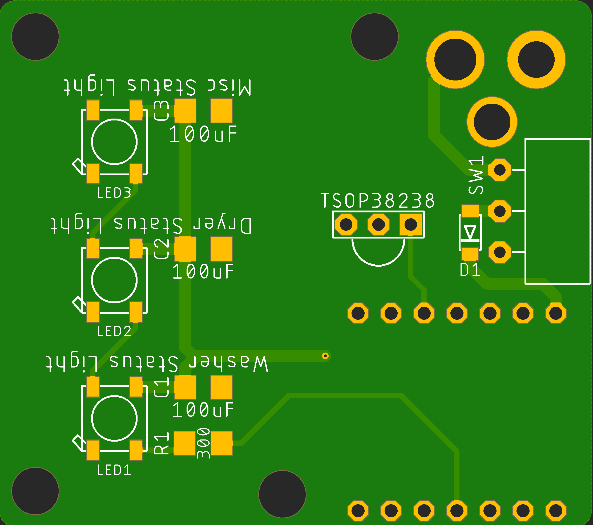 Misc Status Light
C3
100uF
LED3
SW1
TSOP38238
Dryer Status Light
C2
100uF
D1
LED2
Washer Status Light
C1
100uF
R1
300
LED1